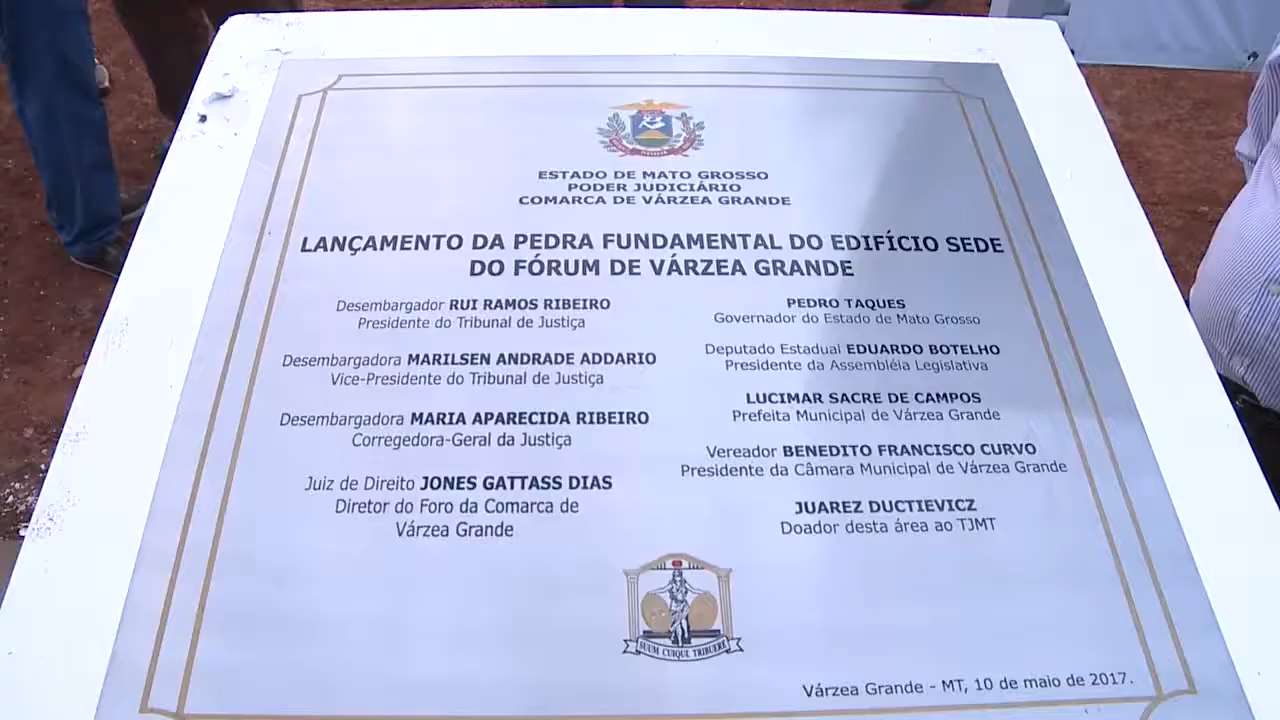 ESTADO DE MATO GROSSO
PODER JUDICIÁRIO
COMARCA DE VÁRZEA GRANDE
LANÇAMENTO DA PEDRA FUNDAMENTAL DO EDIFÍCIO SEDE
DO FÓRUM DE VÁRZEA GRANDE
Desembargador RUI RAMOS RIBEIRO
Presidente do Tribunal de Justiça
Desembargadora MARILSEN ANDRADE ADDARIO
Vice-Presidente do Tribunal de Justiça
Desembargadora MARIA APARECIDA RIBEIRO
Corregedora-Geral da Justiça
Juiz de Direito JONES GATTASS DIAS
Diretor do Foro da Comarca de
Várzea Grande
PEDRO TAQUES
Governador do Estado de Mato Grosso
Deputado Estadual EDUARDO BOTELHO
Presidente da Assembléia Legislativa
LUCIMAR SACRE DE CAMPOS
Prefeita Municipal de Várzea Grande
Vereador BENEDITO FRANCISCO CURVO
Presidente da Câmara Municipal de Várzea Grande
JUAREZ DUCTIEVICZ
Doador desta área ao TJMT
SUUM CUIQUE TRIBUERE
Várzea Grande - MT, 10 de maio de 2017.